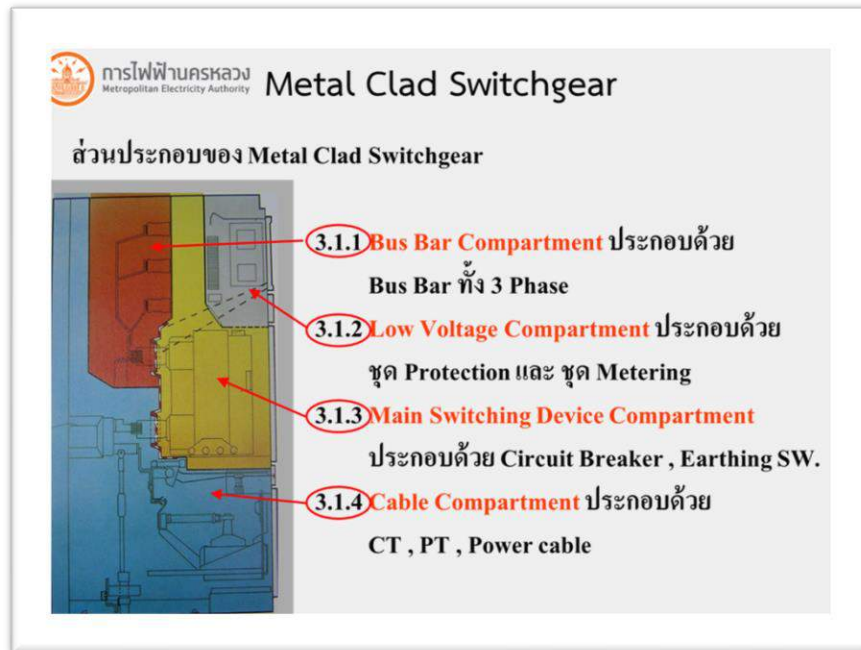 การไฟฟ้านครหลวง
Metropolitan Electricity Authority
Metal Clad Switchgear
ส่วนประกอบของ Metal Clad Switchgear
3.1.1 Bus Bar Compartment ประกอบด้วย
Bus Bar ทั้ง 3 Phase
3.1.2 Low Voltage Compartment ประกอบด้วย
ชุด Protection และ ชุด Metering
3.1.3 Main Switching Device Compartment
ประกอบด้วย Circuit Breaker , Earthing SW.
3.1.4 Cable Compartment ประกอบด้วย
CT , PT , Power cable